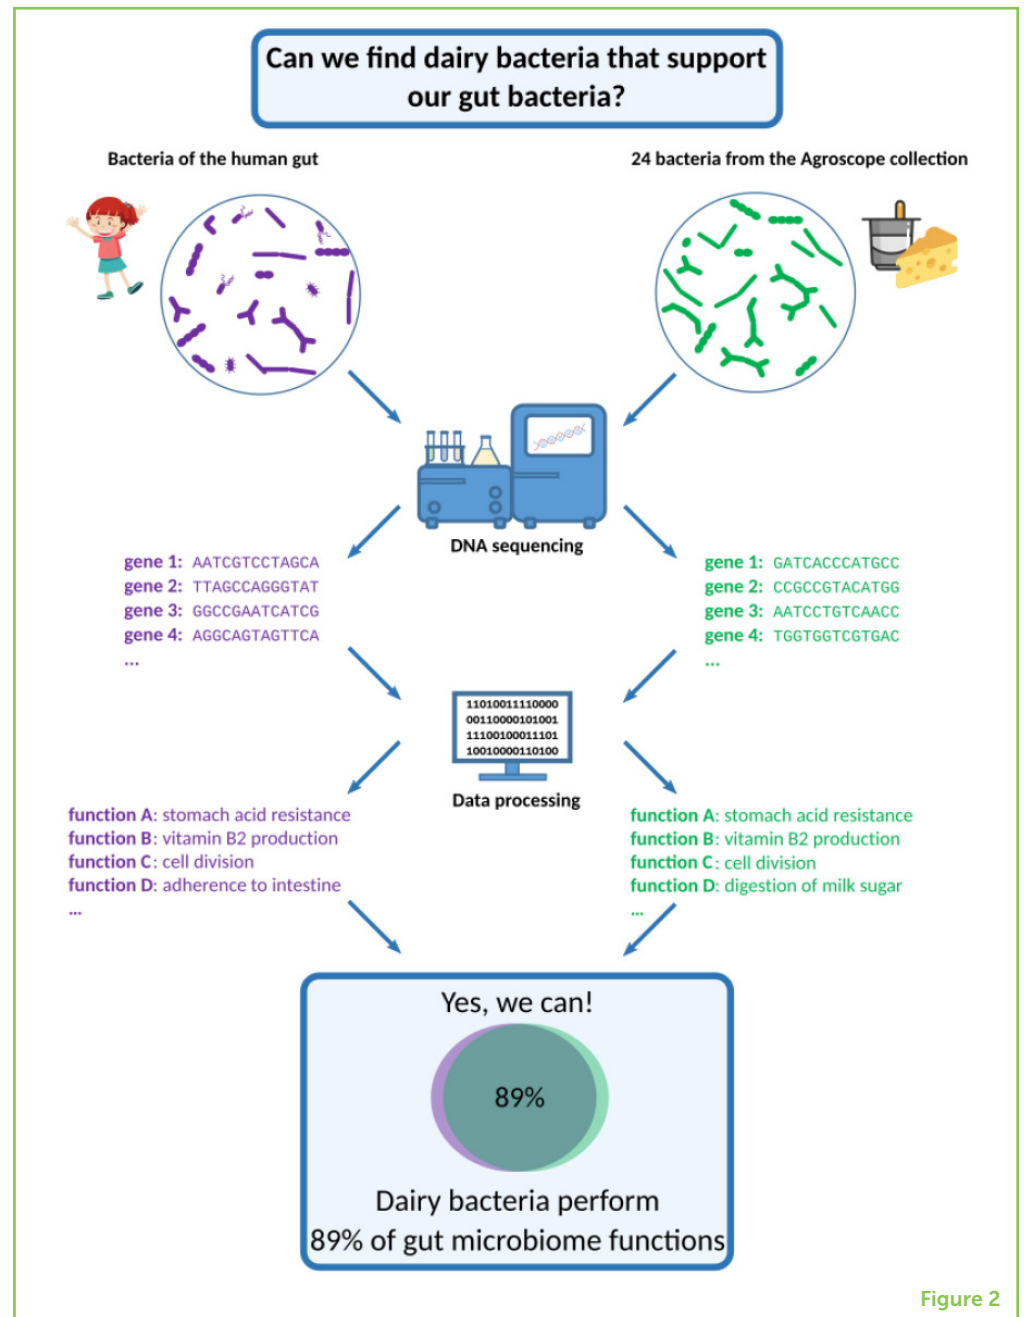 Can we find dairy bacteria that support
our gut bacteria?
Bacteria of the human gut
24 bacteria from the Agroscope collection
DNA sequencing
gene 1: AATCGTCCTAGCA
gene 2: TTAGCCAGGGTAT
gene 3: GGCCGAATCATCG
gene 4: AGGCAGTAGTTCA
...
gene 1: GATCACCCATGCC
gene 2: CCGCCGTACATGG
gene 3: AATCCTGTCAACC
gene 4: TGGTGGTCGTGAC
...
11010011110000
00110000101001
11100100011101
10010000110100
Data processing
function A: stomach acid resistance
function B: vitamin B2 production
function C: cell division
function D: adherence to intestine
...
function A: stomach acid resistance
function B: vitamin B2 production
function C: cell division
function D: digestion of milk sugar
...
Yes, we can!
89%
Dairy bacteria perform
89% of gut microbiome functions
Figure 2